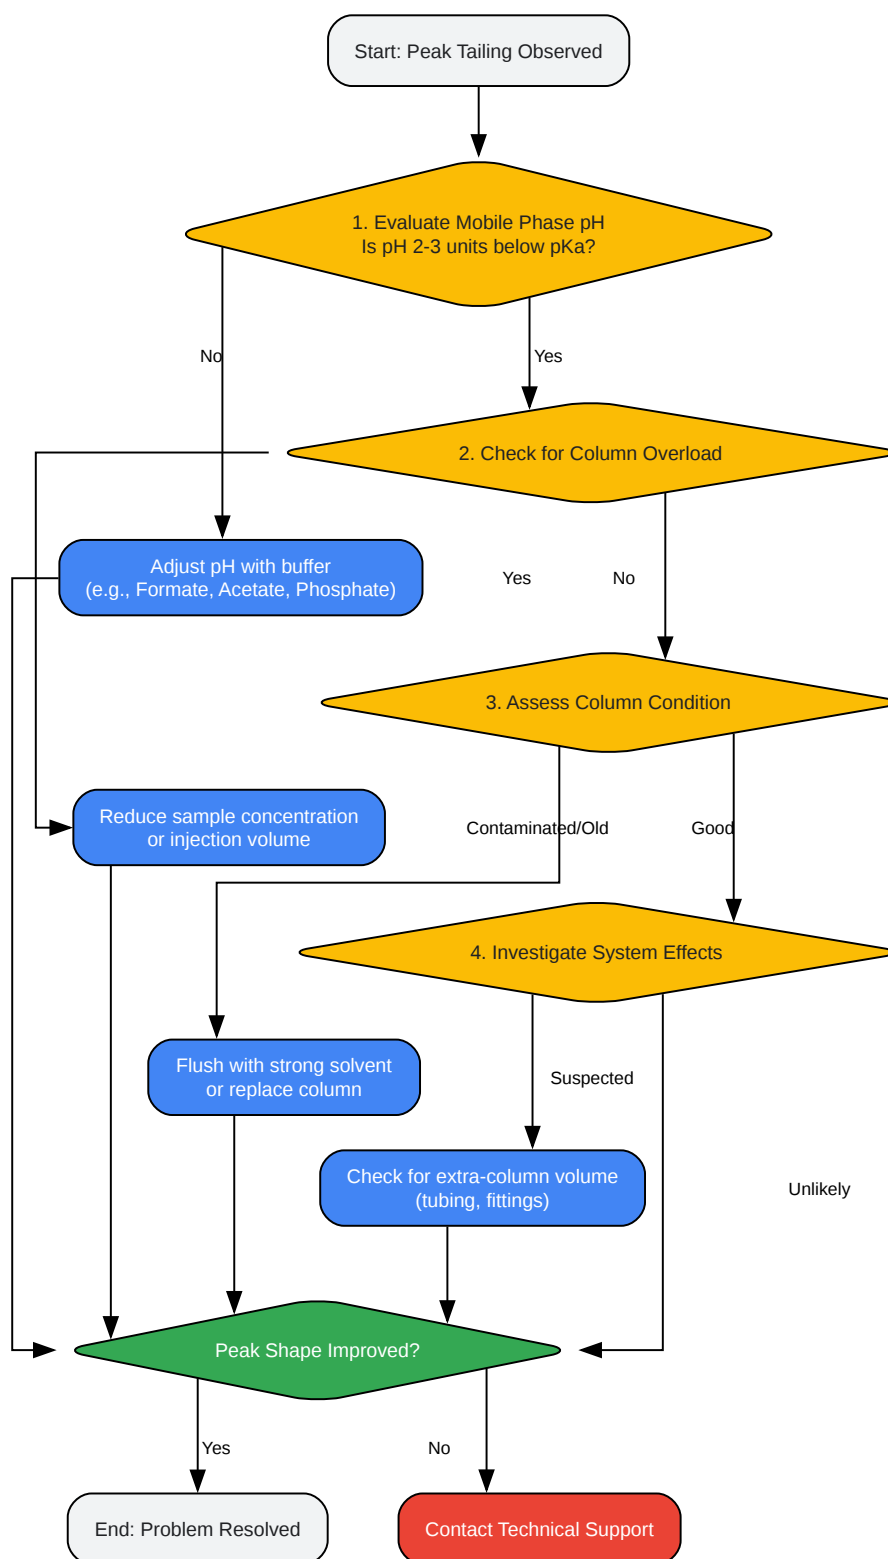 Start: Peak Tailing Observed
1. Evaluate Mobile Phase pH
Is pH 2-3 units below pKa?
No
Yes
2. Check for Column Overload
Adjust pH with buffer
(e.g., Formate, Acetate, Phosphate)
Yes
No
3. Assess Column Condition
Reduce sample concentration
or injection volume
Contaminated/Old
Good
4. Investigate System Effects
Flush with strong solvent
or replace column
Suspected
Check for extra-column volume
(tubing, fittings)
Unlikely
Peak Shape Improved?
Yes
No
End: Problem Resolved
Contact Technical Support